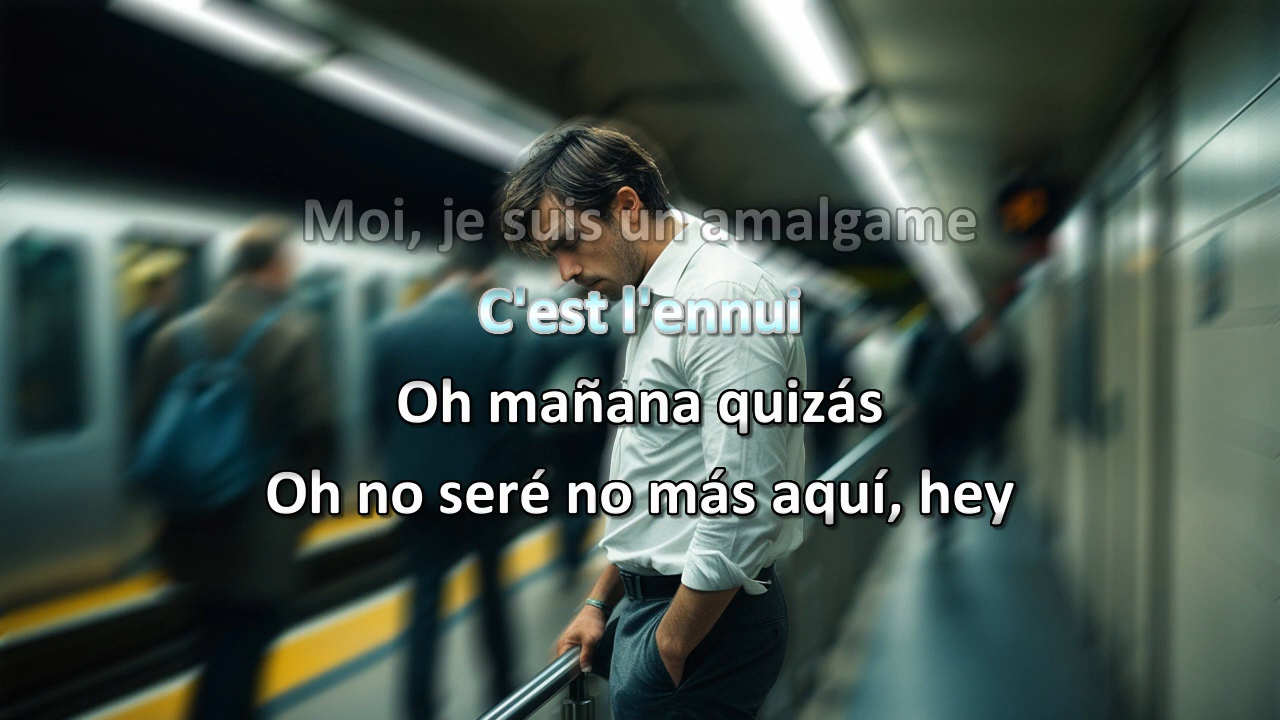 Moi, je suis un amalgame
C'est l'ennui
Oh mañana quizás
Oh no seré no más aquí, hey